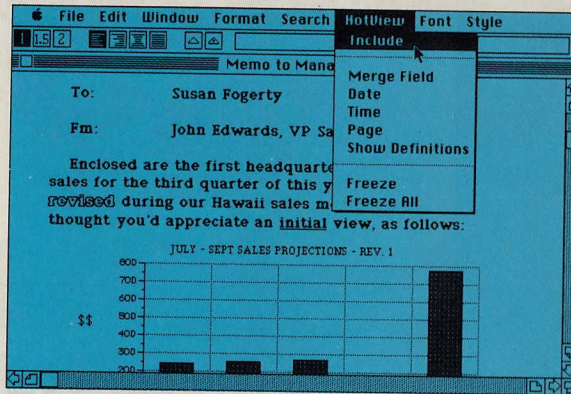 File Edit Window Format Search HotView Font Style
1 1.5 2
Include
Memo to Mana
Merge Field
Date
Time
Page
Show Definitions
Freeze
Freeze All
To: Susan Fogerty
Fm: John Edwards, VP Sa
Enclosed are the first headquarte
sales for the third quarter of this y
revised during our Hawaii sales m
thought you'd appreciate an initial view, as follows:
JULY - SEPT SALES PROJECTIONS - REV. 1
800
700
600
500
$$
400
300
200